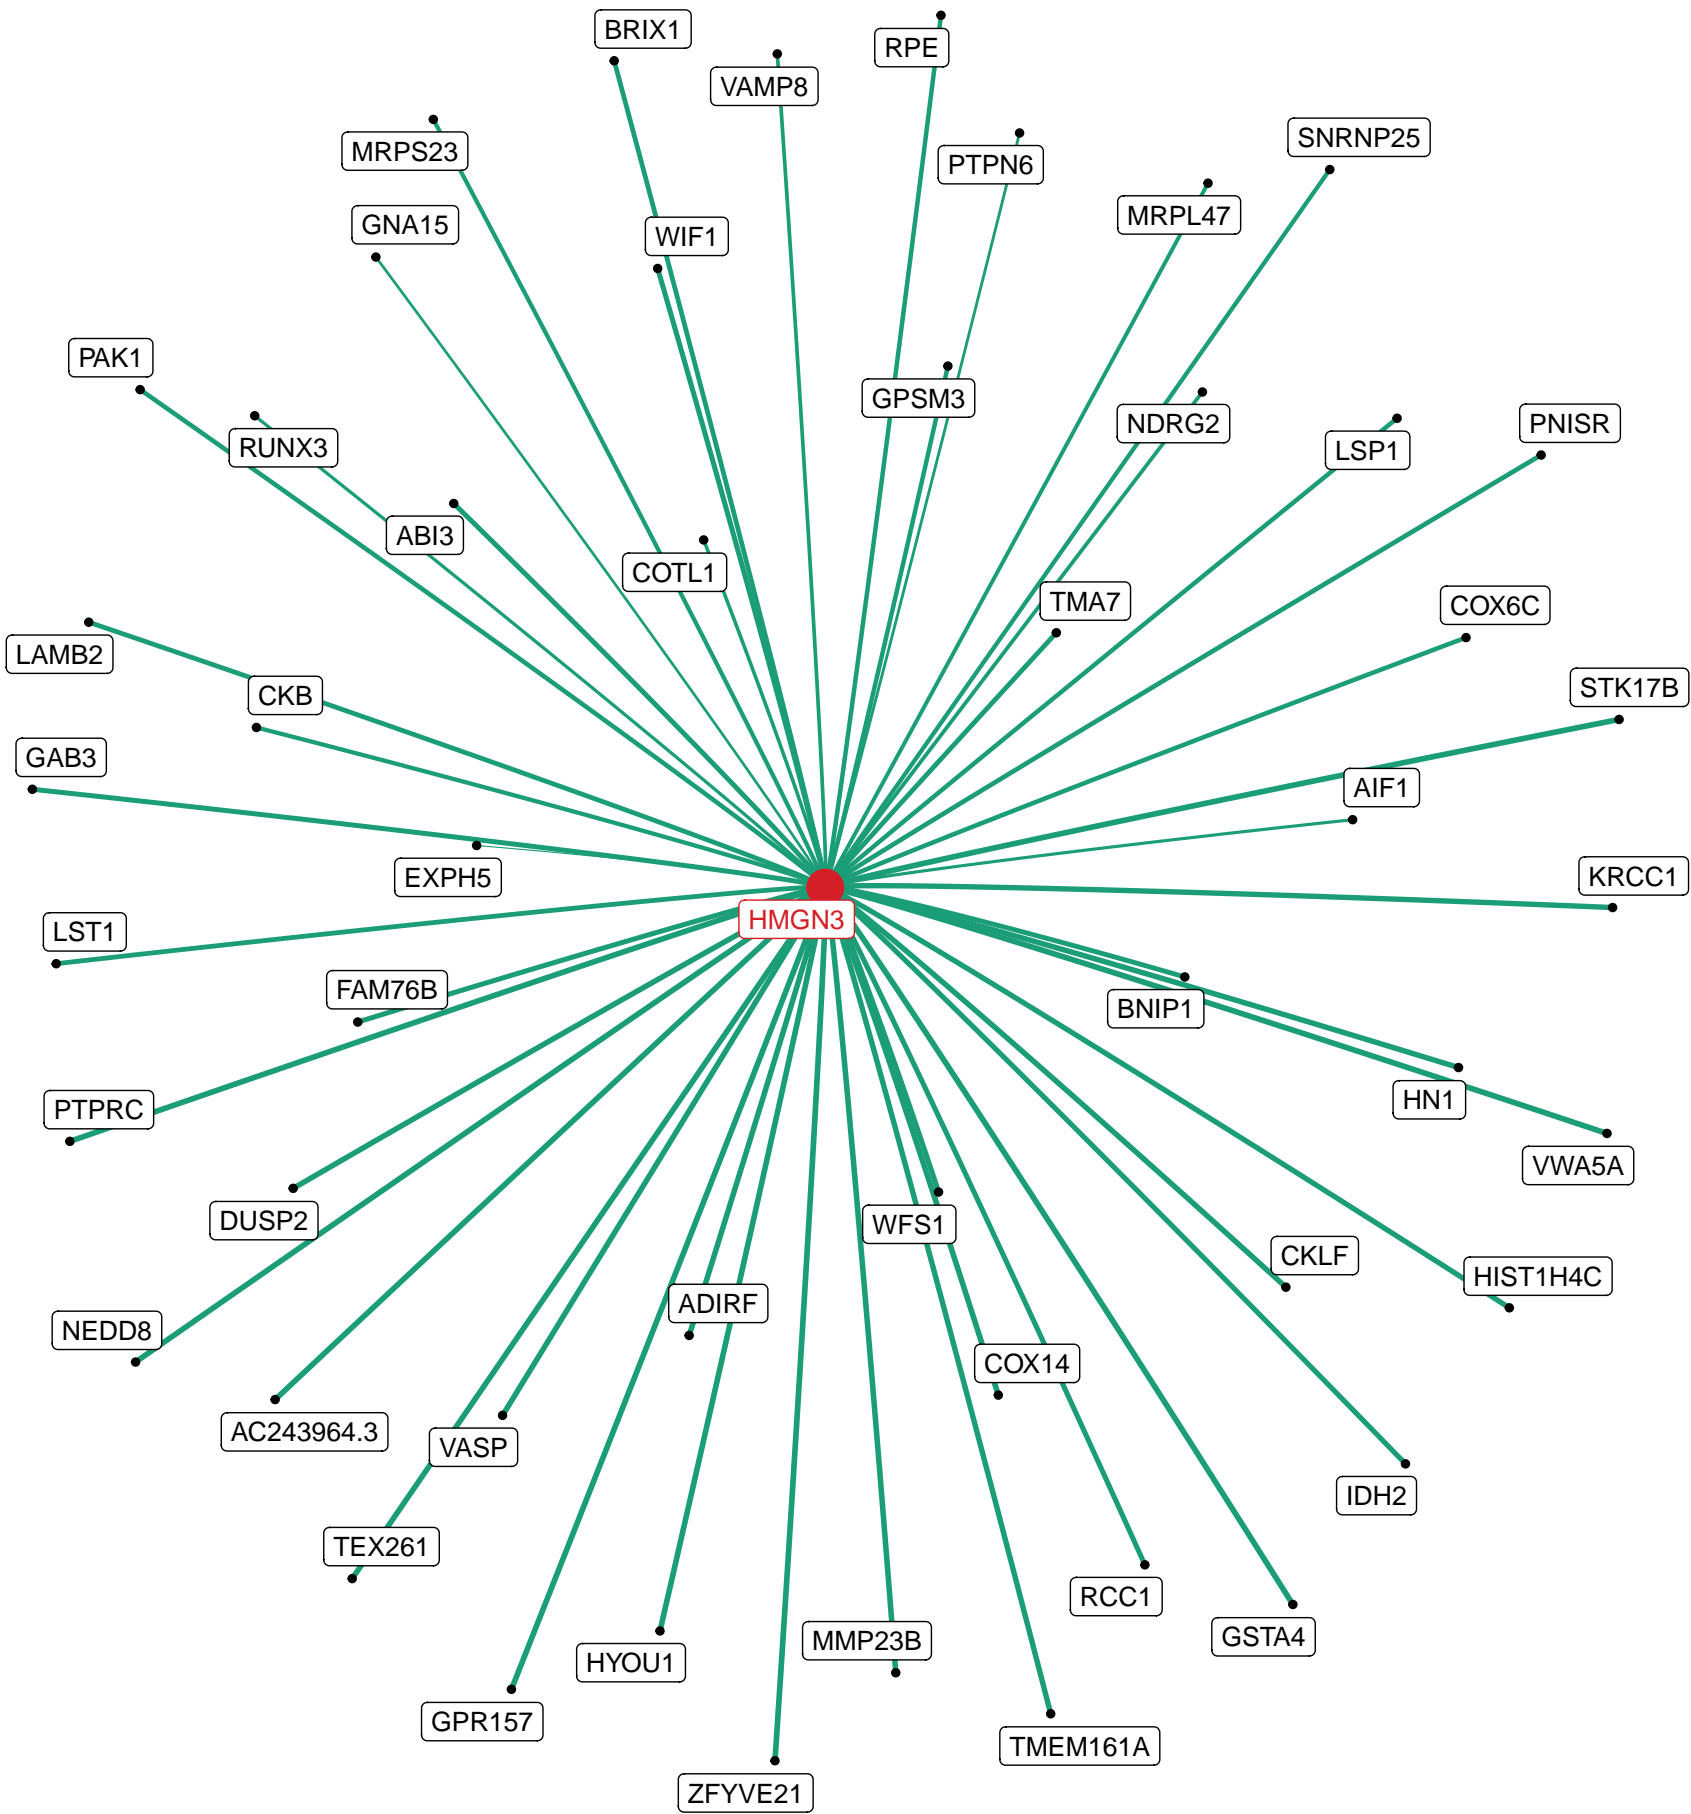 BRIX1
RPE
VAMP8
SNRNP25
MRPS23
PTPN6
MRPL47
GNA15
WIF1
PAK1
GPSM3
NDRG2
PNISR
RUNX3
LSP1
ABI3
COTL1
TMA7
COX6C
LAMB2
CKB
STK17B
GAB3
AIF1
EXPH5
KRCC1
HMGN3
LST1
FAM76B
BNIP1
HN1
PTPRC
VWA5A
DUSP2
WFS1
CKLF
HIST1H4C
ADIRF
NEDD8
COX14
AC243964.3
VASP
IDH2
TEX261
RCC1
GSTA4
MMP23B
HYOU1
GPR157
TMEM161A
ZFYVE21